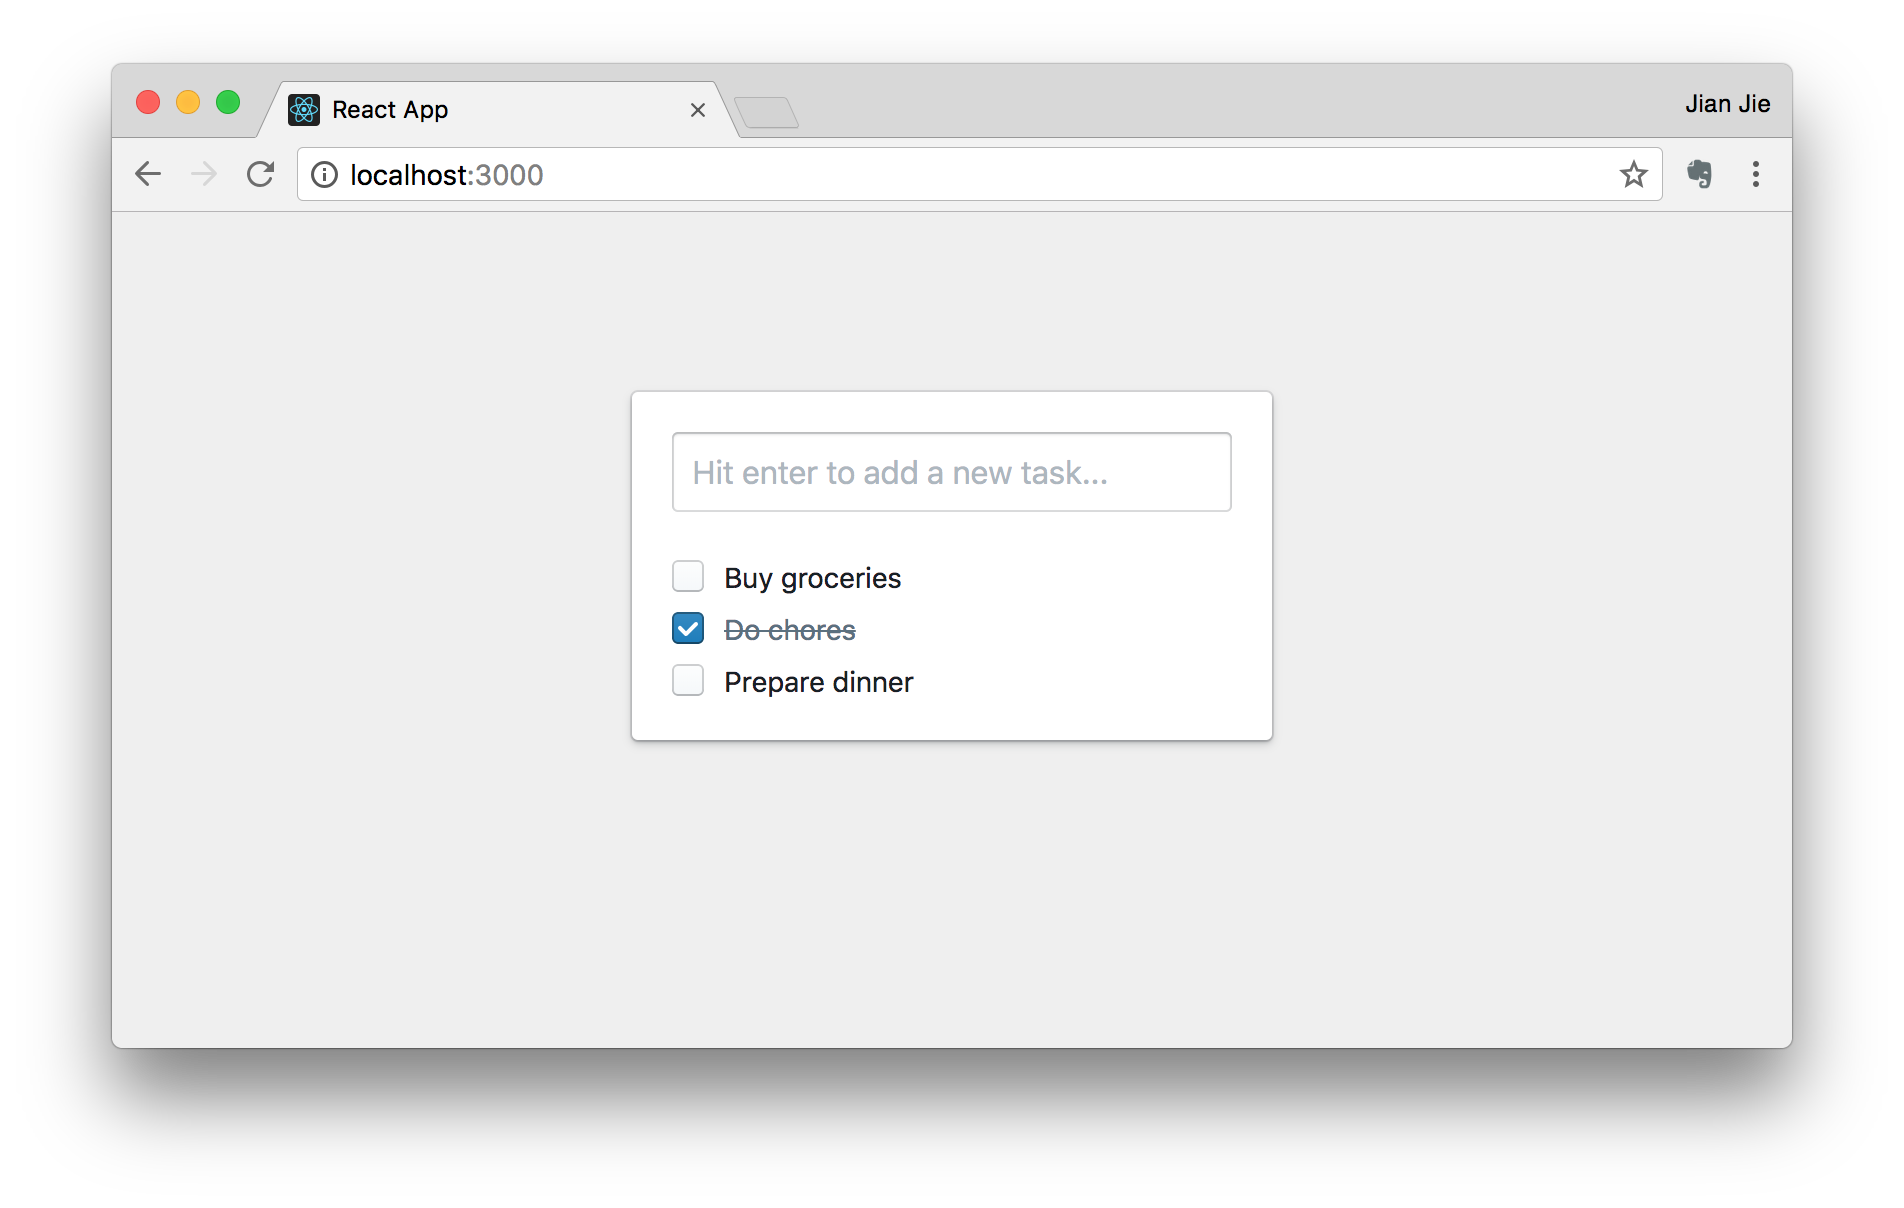 React App
Jian Jie
localhost:3000
Hit enter to add a new task...
Buy groceries
Do chores
Prepare dinner